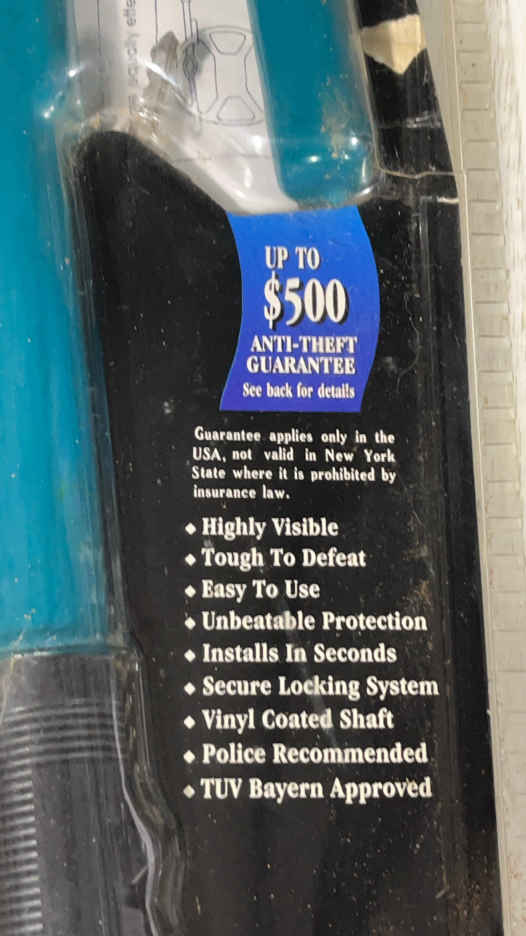 equally effe
UP TO
$500
ANTI-THEFT
GUARANTEE
See back for details
Guarantee applies only in the
USA, not valid in New York
State where it is prohibited by
insurance law.
◆ Highly Visible
◆ Tough To Defeat
◆ Easy To Use
◆ Unbeatable Protection
◆ Installs In Seconds
◆ Secure Locking System
◆ Vinyl Coated Shaft
◆ Police Recommended
◆ TUV Bayern Approved